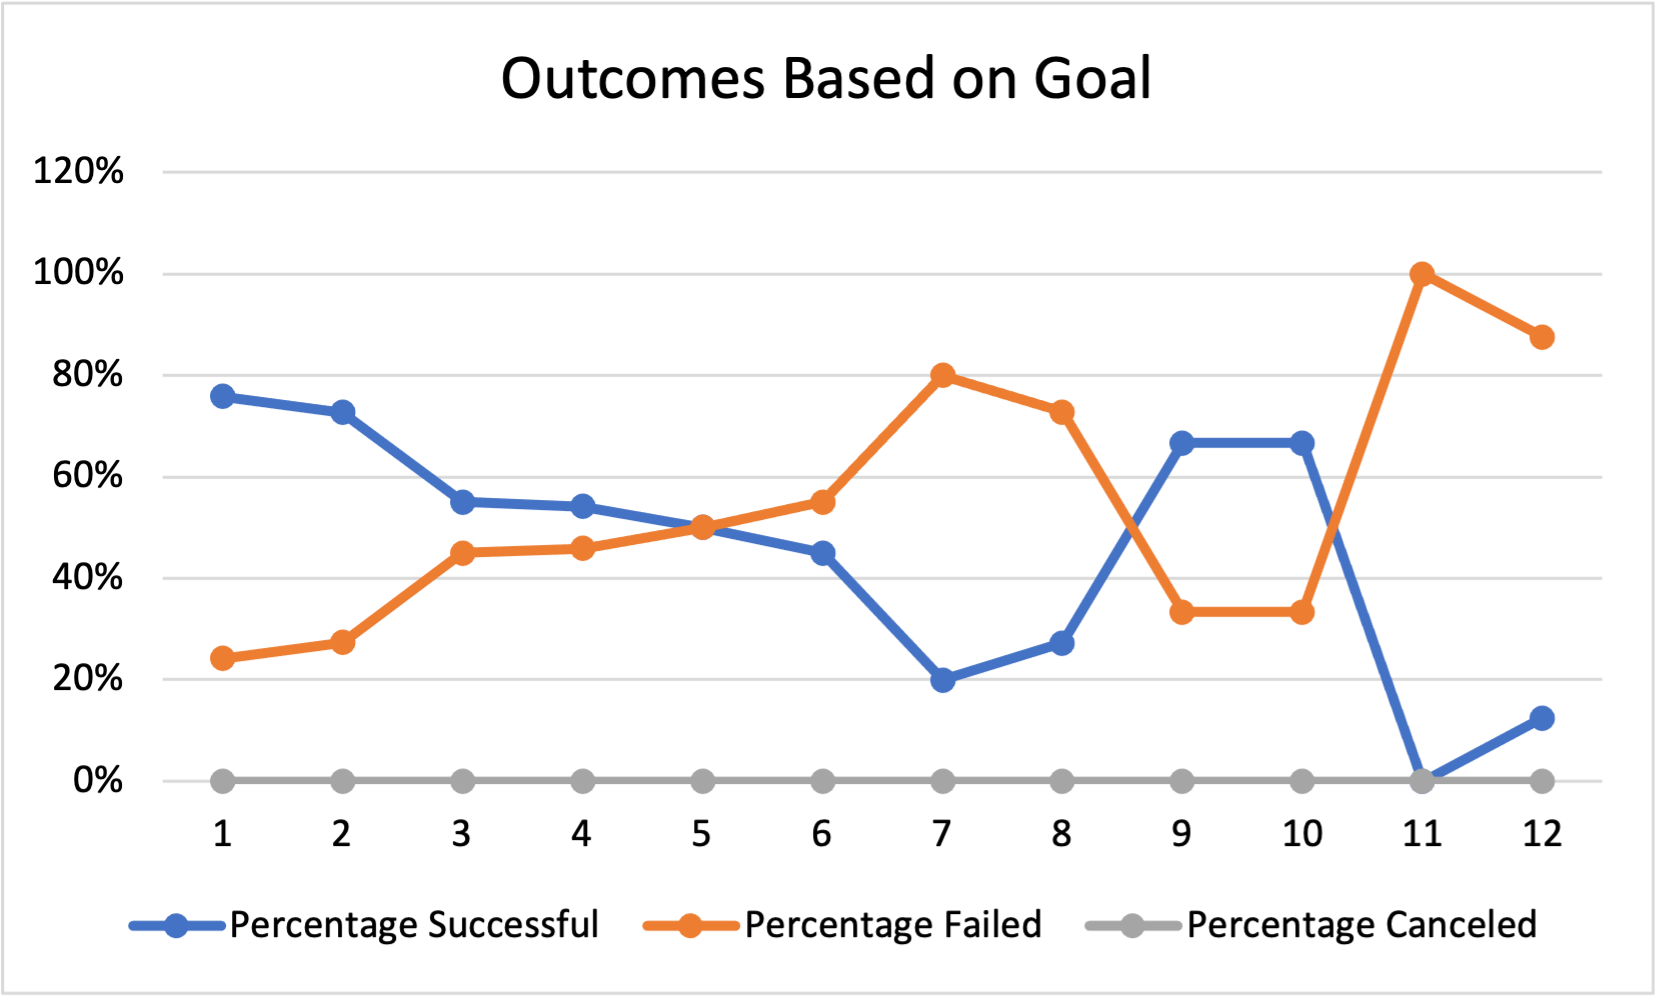 Outcomes Based on Goal
120%
100%
80%
60%
40%
20%
0%
1 2 3 4 5 6 7 8 9 10 11 12
Percentage Successful Percentage Failed Percentage Canceled